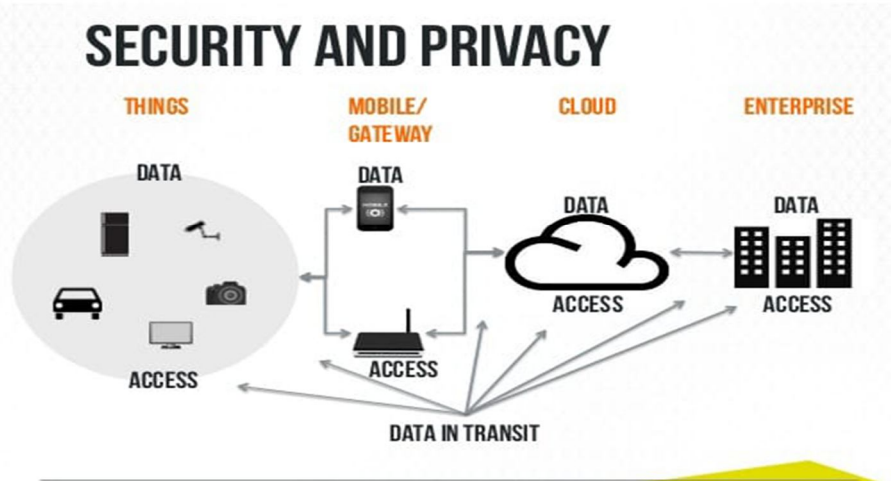 SECURITY AND PRIVACY
THINGS
MOBILE/
GATEWAY
CLOUD
ENTERPRISE
DATA
DATA
MOBILE
DATA
DATA
ACCESS
ACCESS
ACCESS
ACCESS
DATA IN TRANSIT